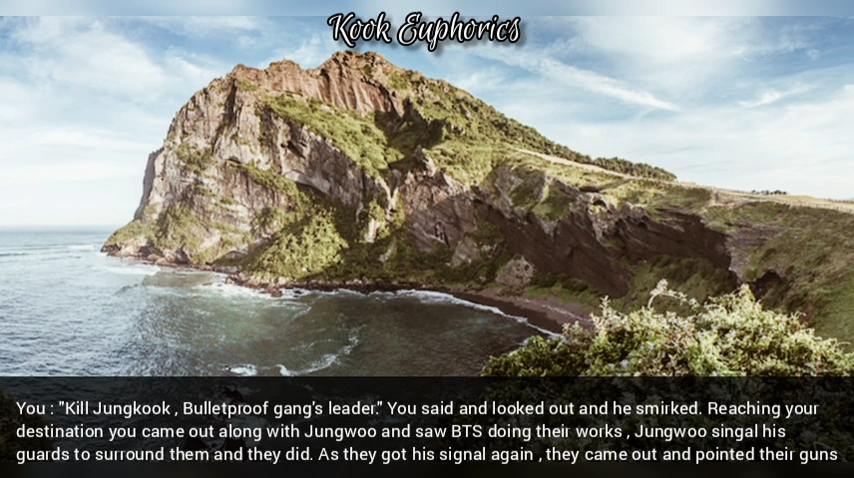 Kook Euphorics
You : "Kill Jungkook , Bulletproof gang's leader." You said and looked out and he smirked. Reaching your
destination you came out along with Jungwoo and saw BTS doing their works , Jungwoo singal his
guards to surround them and they did. As they got his signal again , they came out and pointed their guns